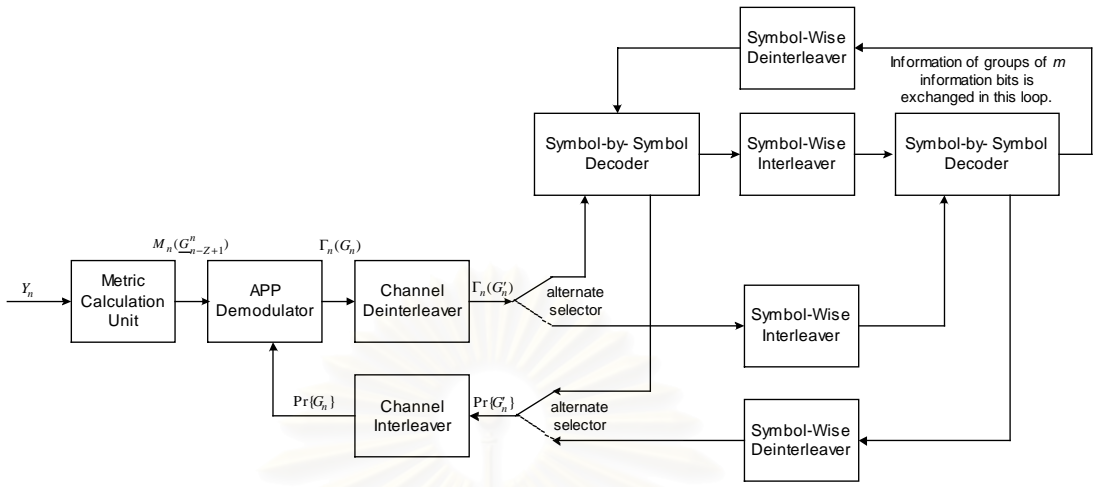 Symbol-Wise
Deinterleaver
Information of groups of m
information bits is
exchanged in this loop.
Symbol-by- Symbol
Decoder
Symbol-Wise
Interleaver
Symbol-by- Symbol
Decoder
M_n(G^n_{n-Z+1})
Γ_n(G_n)
Y_n
Metric
Calculation
Unit
APP
Demodulator
Channel
Deinterleaver
Γ_n(G'_n)
alternate
selector
Symbol-Wise
Interleaver
Pr{G_n}
Channel
Interleaver
Pr{G'_n}
alternate
selector
Symbol-Wise
Deinterleaver